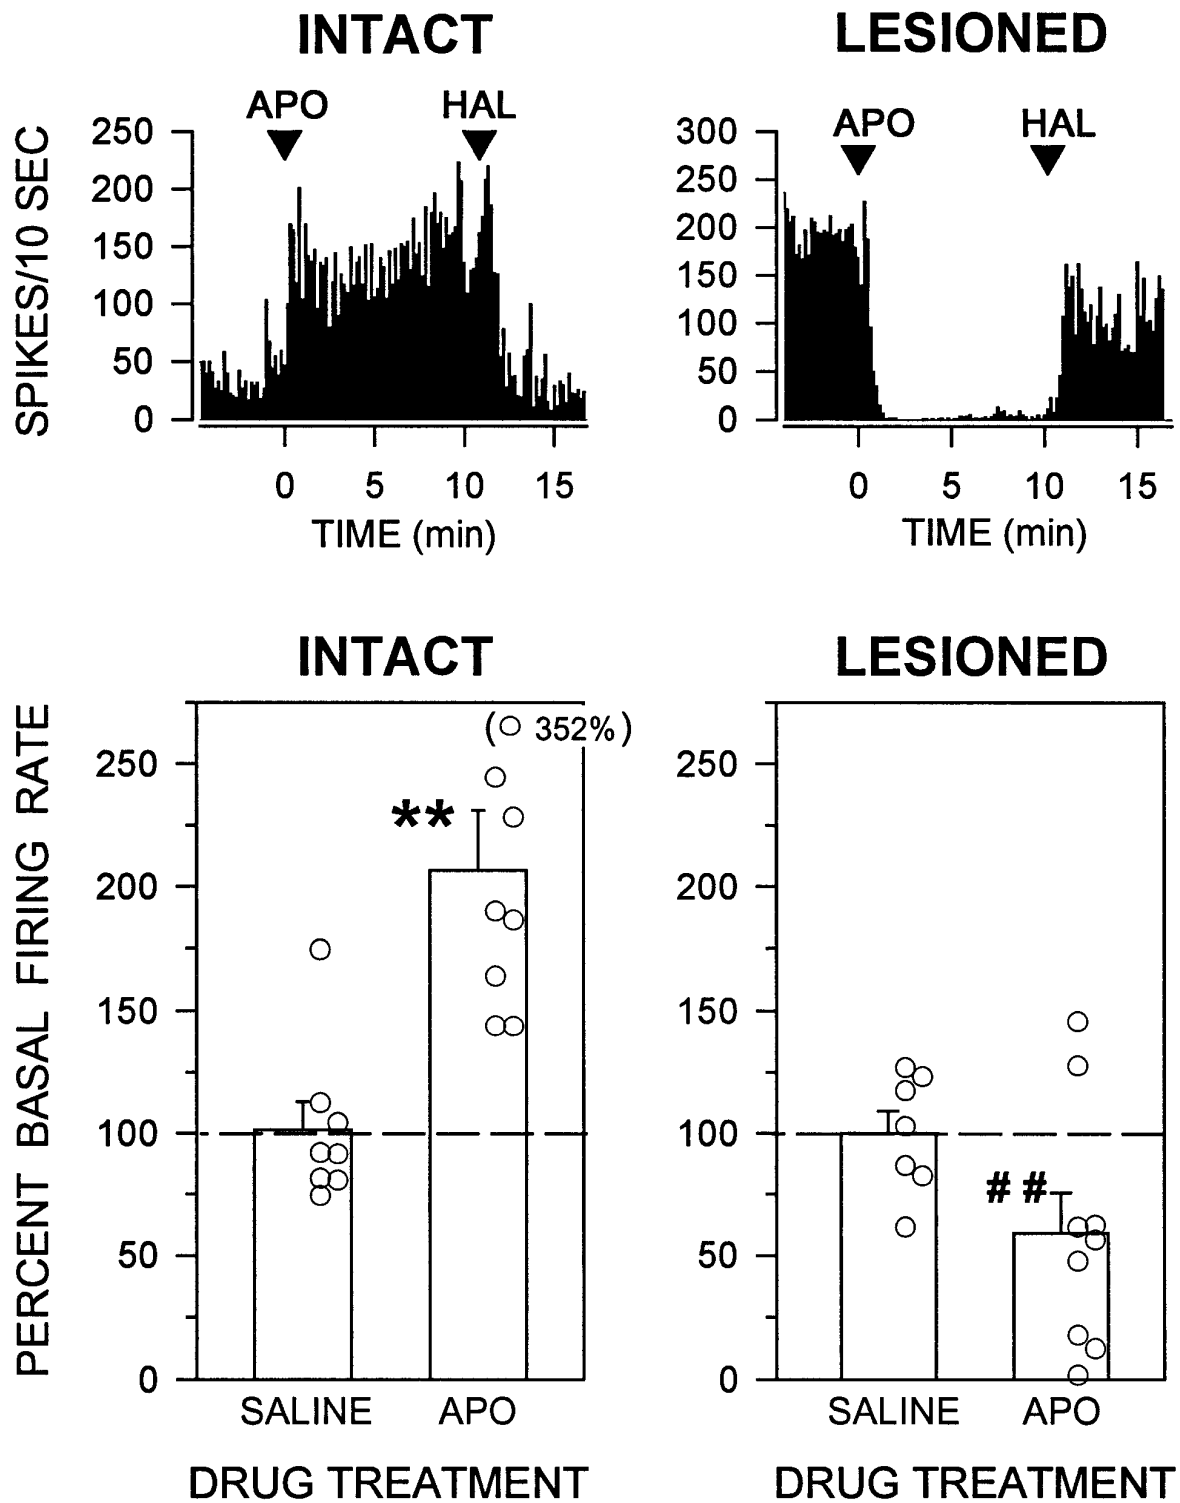 INTACT
APO HAL
SPIKES/10 SEC
250
200
150
100
50
0
0 5 10 15
TIME (min)
LESIONED
APO HAL
300
250
200
150
100
50
0
0 5 10 15
TIME (min)
INTACT
PERCENT BASAL FIRING RATE
250
200
150
100
50
0
( 352%)
**
SALINE APO
DRUG TREATMENT
LESIONED
250
200
150
100
50
0
##
SALINE APO
DRUG TREATMENT